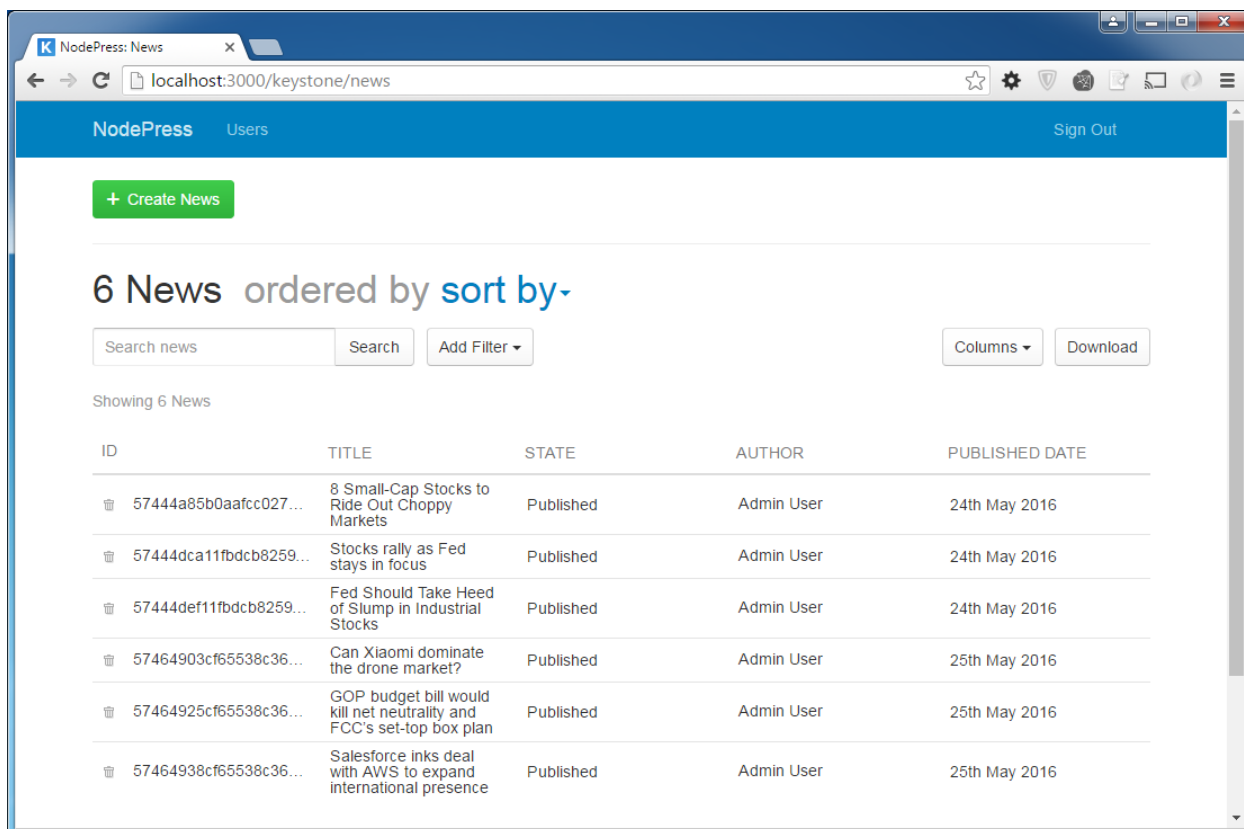 NodePress: News
localhost:3000/keystone/news
NodePress Users Sign Out
+ Create News
6 News ordered by sort by
Search news Search Add Filter Columns Download
Showing 6 News
ID TITLE STATE AUTHOR PUBLISHED DATE
57444a85b0aafcc027... 8 Small-Cap Stocks to
Ride Out Choppy
Markets Published Admin User 24th May 2016
57444dca11fbdcb8259... Stocks rally as Fed
stays in focus Published Admin User 24th May 2016
57444def11fbdcb8259... Fed Should Take Heed
of Slump in Industrial
Stocks Published Admin User 24th May 2016
57464903cf65538c36... Can Xiaomi dominate
the drone market? Published Admin User 25th May 2016
57464925cf65538c36... GOP budget bill would
kill net neutrality and
FCC's set-top box plan Published Admin User 25th May 2016
57464938cf65538c36... Salesforce inks deal
with AWS to expand
international presence Published Admin User 25th May 2016